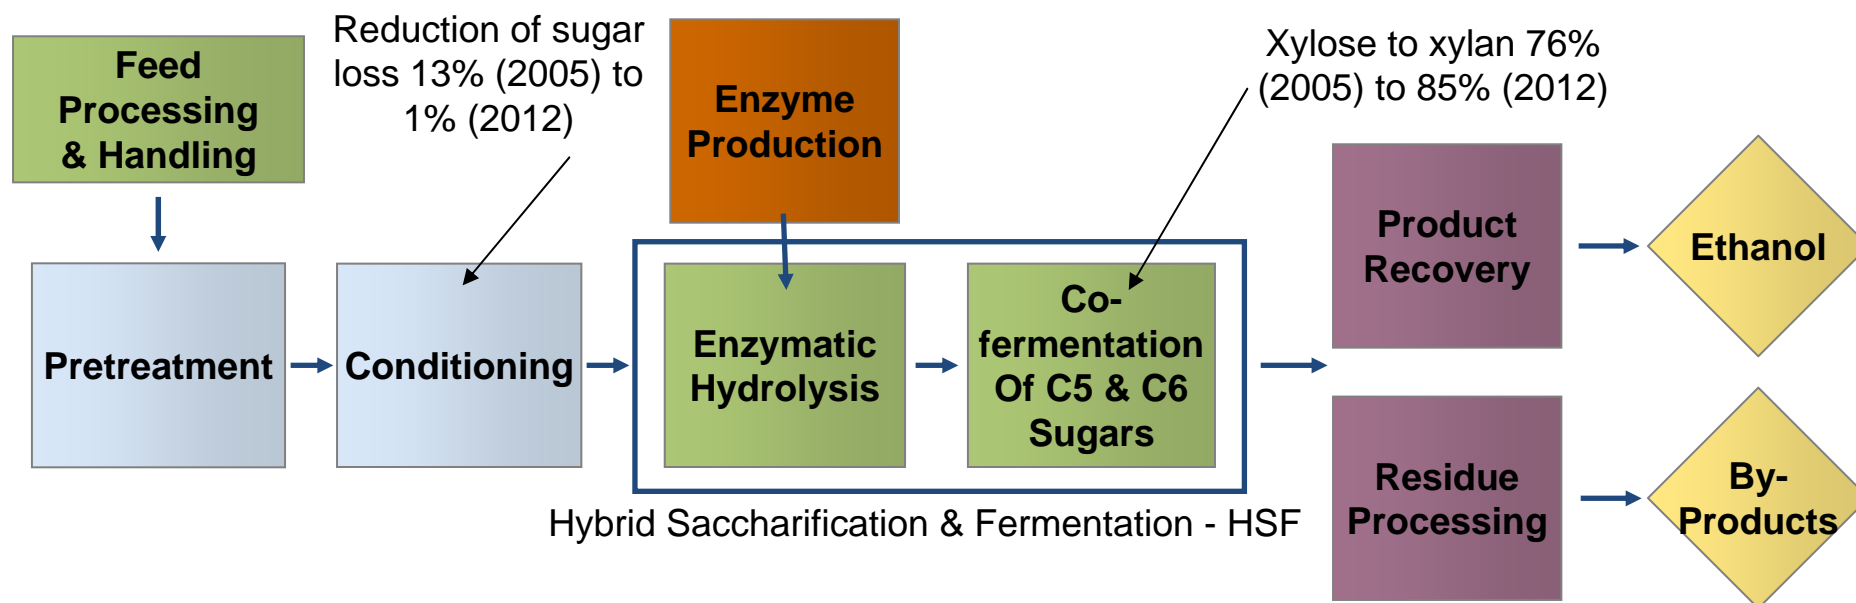 Feed
Processing
& Handling
Reduction of sugar
loss 13% (2005) to
1% (2012)
Enzyme
Production
Xylose to xylan 76%
(2005) to 85% (2012)
Pretreatment
Conditioning
Enzymatic
Hydrolysis
Co-
fermentation
Of C5 & C6
Sugars
Hybrid Saccharification & Fermentation - HSF
Product
Recovery
Ethanol
Residue
Processing
By-
Products